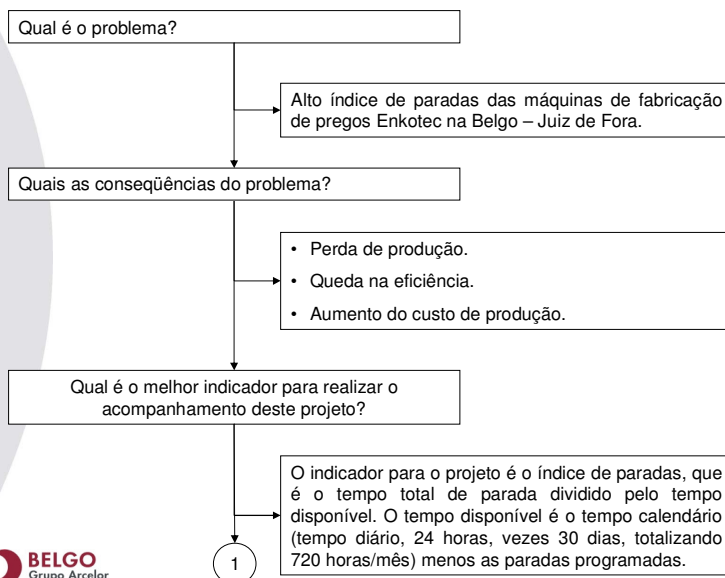 Qual é o problema?
Alto índice de paradas das máquinas de fabricação
de pregos Enkotec na Belgo – Juiz de Fora.
Quais as conseqüências do problema?
• Perda de produção.
• Queda na eficiência.
• Aumento do custo de produção.
Qual é o melhor indicador para realizar o
acompanhamento deste projeto?
O indicador para o projeto é o índice de paradas, que
é o tempo total de parada dividido pelo tempo
disponível. O tempo disponível é o tempo calendário
(tempo diário, 24 horas, vezes 30 dias, totalizando
720 horas/mês) menos as paradas programadas.
1
BELGO
Grupo Arcelor